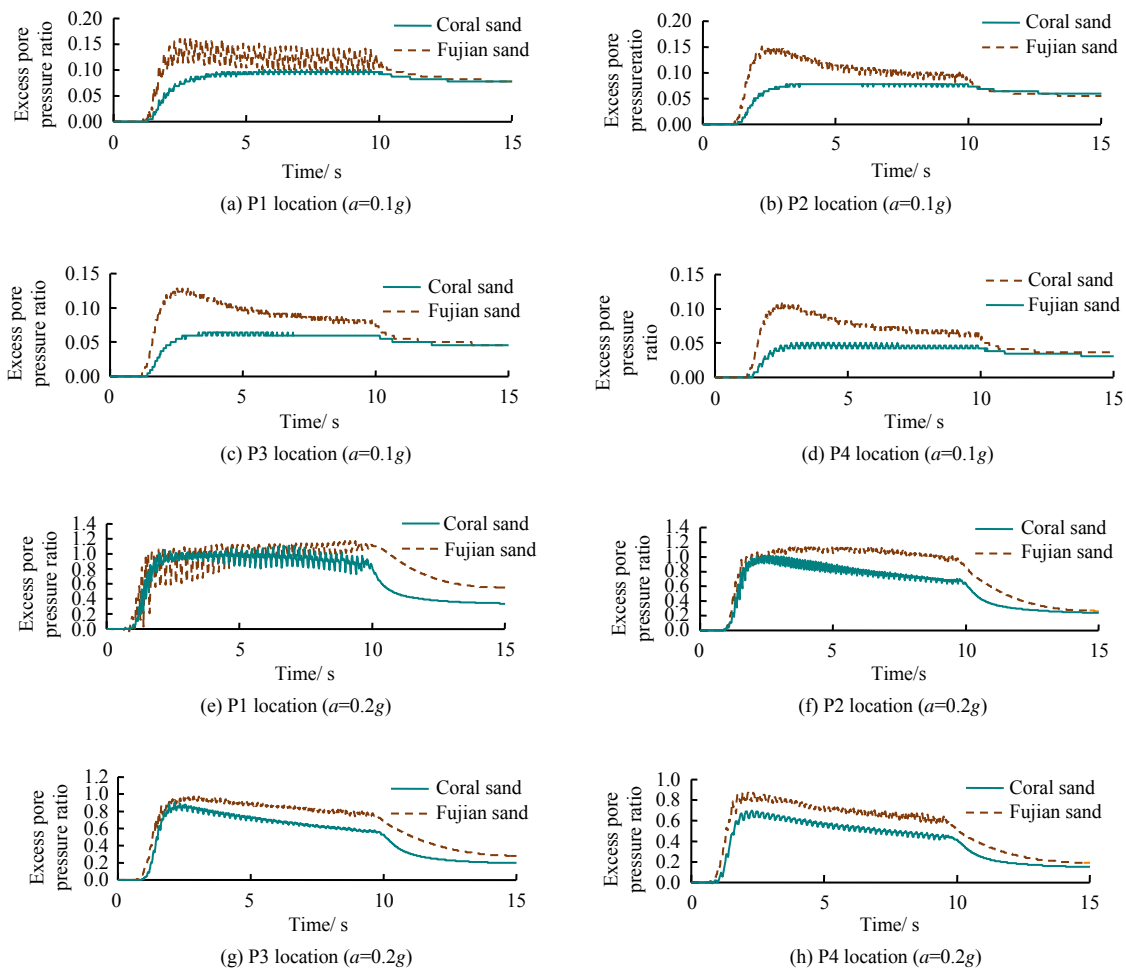 0.20
0.15
0.10
0.05
0.00
Excess pore
pressure ratio
Coral sand
Fujian sand
0
5
10
15
Time/ s
(a) P1 location (a=0.1g)
0.20
0.15
0.10
0.05
0.00
Excess pore
pressureratio
Coral sand
Fujian sand
0
5
10
15
Time/ s
(b) P2 location (a=0.1g)
0.15
0.10
0.05
0.00
Excess pore
pressure ratio
Coral sand
Fujian sand
0
5
10
15
Time/ s
(c) P3 location (a=0.1g)
0.15
0.10
0.05
0.00
Excess pore
pressure
ratio
Coral sand
Fujian sand
0
5
10
15
Time/ s
(d) P4 location (a=0.1g)
1.4
1.2
1.0
0.8
0.6
0.4
0.2
0.0
Excess pore
pressure ratio
Coral sand
Fujian sand
0
5
10
15
Time/ s
(e) P1 location (a=0.2g)
1.4
1.2
1.0
0.8
0.6
0.4
0.2
0.0
Excess pore
pressure ratio
Coral sand
Fujian sand
0
5
10
15
Time/s
(f) P2 location (a=0.2g)
1.2
1.0
0.8
0.6
0.4
0.2
0.0
Excess pore
pressure ratio
Coral sand
Fujian sand
0
5
10
15
Time/ s
(g) P3 location (a=0.2g)
1.0
0.8
0.6
0.4
0.2
0.0
Excess pore
pressure ratio
Coral sand
Fujian sand
0
5
10
15
Time/ s
(h) P4 location (a=0.2g)